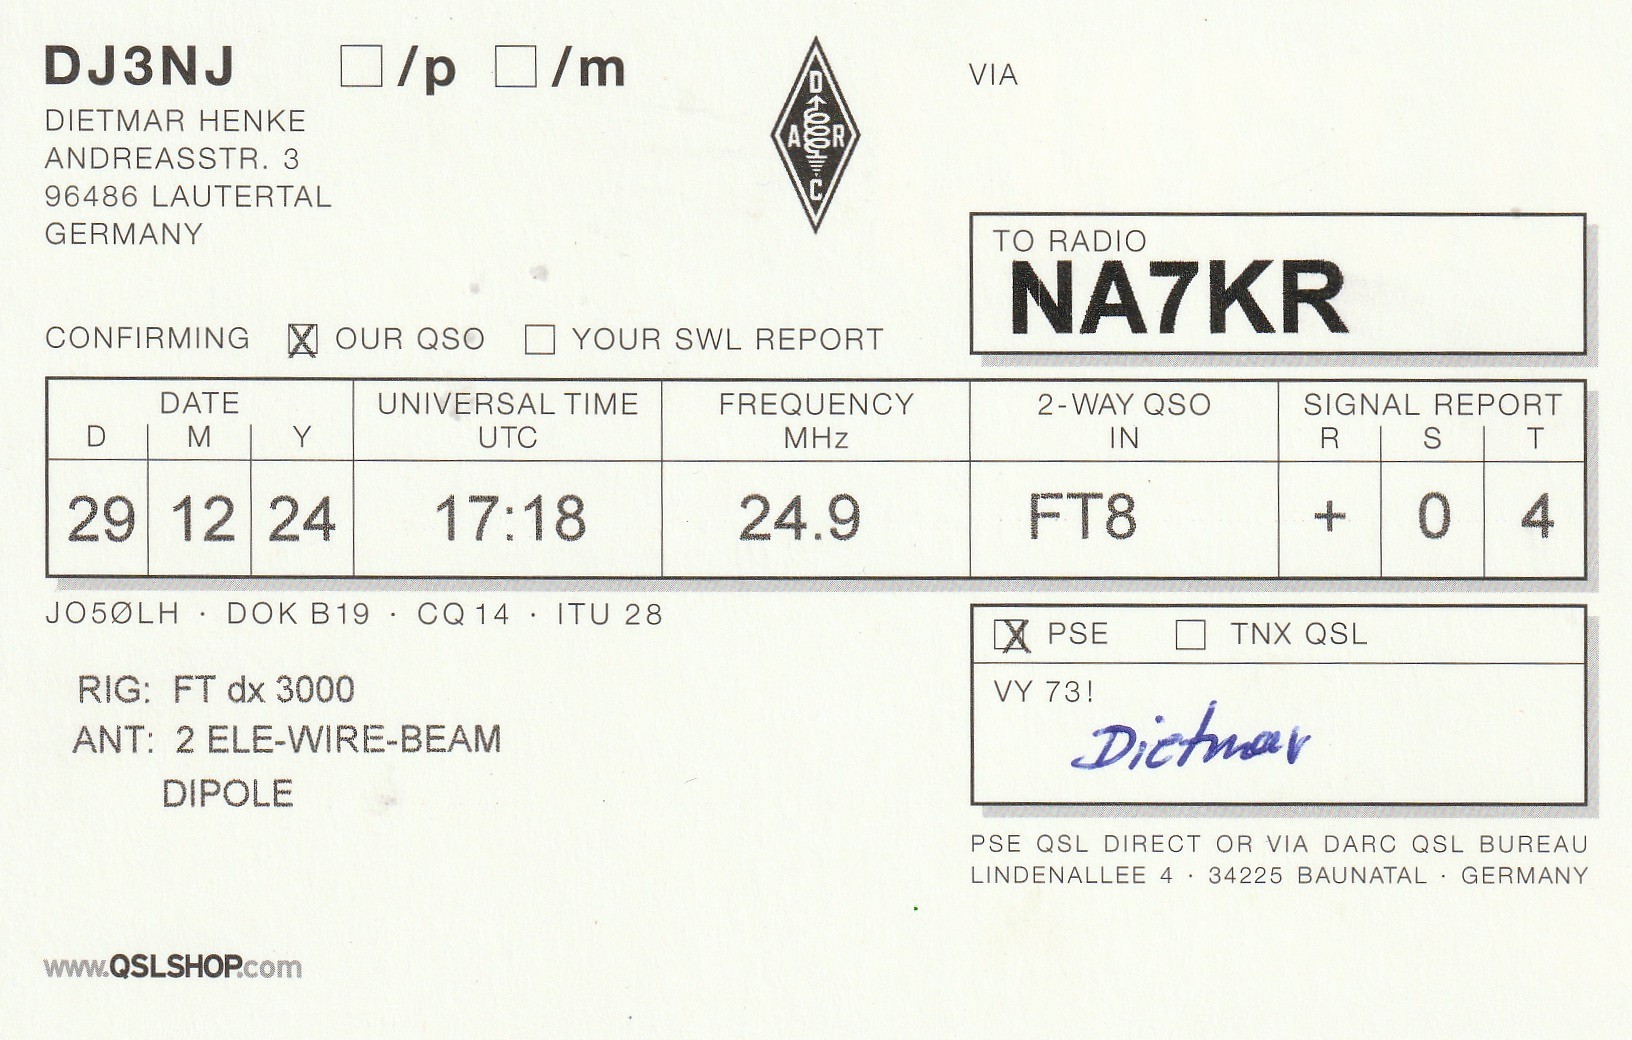 DJ3NJ □/p □/m
DIETMAR HENKE
ANDREASSTR. 3
96486 LAUTERTAL
GERMANY
D
A R
C
VIA
TO RADIO
NA7KR
CONFIRMING ☒ OUR QSO □ YOUR SWL REPORT
DATE UNIVERSAL TIME FREQUENCY 2-WAY QSO SIGNAL REPORT
D M Y UTC MHz IN R S T
29 12 24 17:18 24.9 FT8 + 0 4
JO5ØLH · DOK B19 · CQ 14 · ITU 28
RIG: FT dx 3000
ANT: 2 ELE-WIRE-BEAM
DIPOLE
☒ PSE □ TNX QSL
VY 73!
Dietmar
PSE QSL DIRECT OR VIA DARC QSL BUREAU
LINDENALLEE 4 · 34225 BAUNATAL · GERMANY
www.QSLSHOP.com